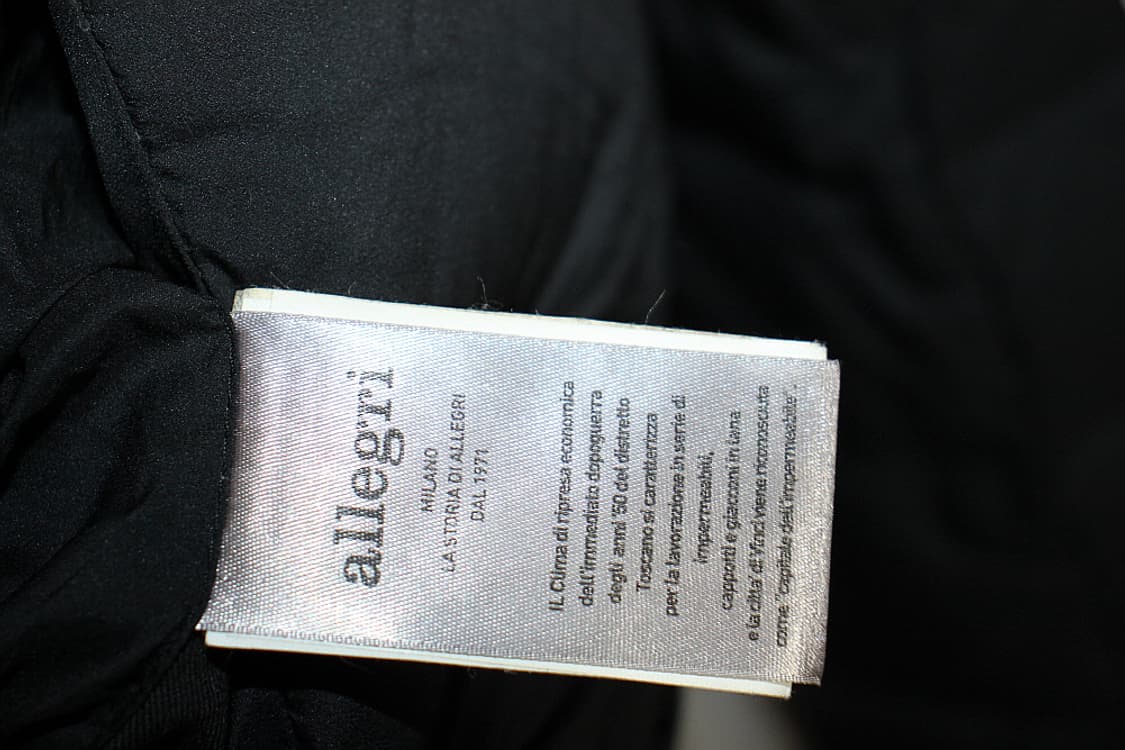 allegri
MILANO
LA STORIA DI ALLEGRI
DAL 1971
IL Clima di ripresa economica
dell'immediato dopoguerra
degli anni '50 del distretto
Toscano si caratterizza
per la lavorazione in serie di
impermeabili,
cappotti e giacconi in lana
e la citta' di Vinci viene riconosciuta
come "capitale dell'impermeabile".